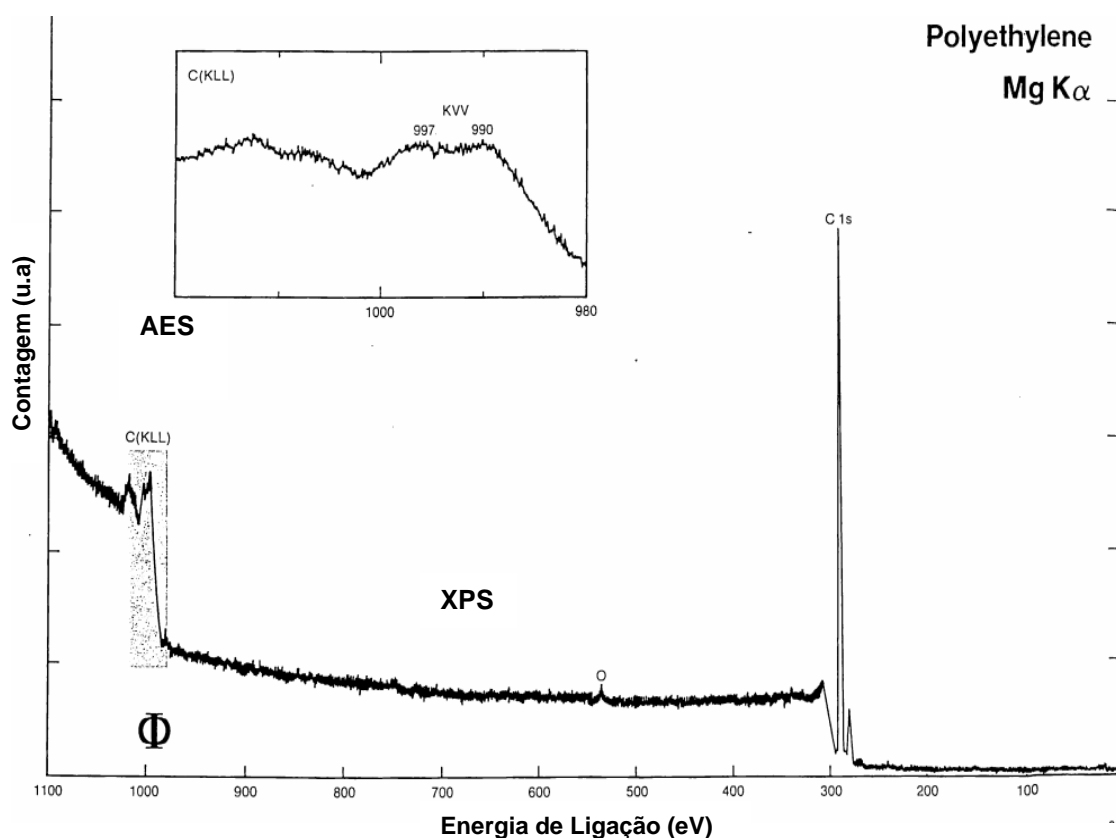 Polyethylene
Mg Kα
C(KLL)
KVV
997
990
1000
980
AES
C 1s
Contagem (u.a)
C(KLL)
XPS
O
Φ
1100
1000
900
800
700
600
500
400
300
200
100
Energia de Ligação (eV)